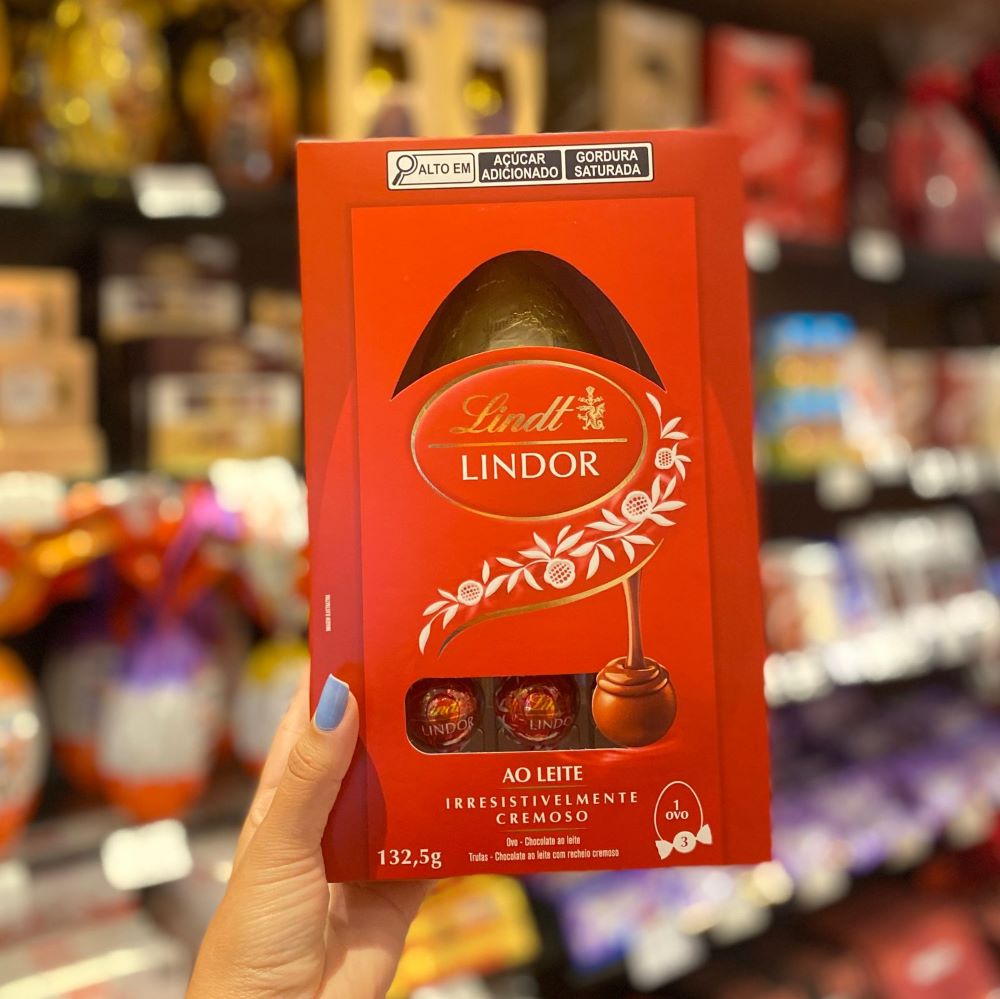 ALTO EM
AÇÚCAR
ADICIONADO
GORDURA
SATURADA
Lindt
LINDOR
Lindt
LINDOR
LINDOR
AO LEITE
IRRESISTIVELMENTE
CREMOSO
Ovo - Chocolate ao leite
Trufas - Chocolate ao leite com recheio cremoso
132,5g
1
OVO
3